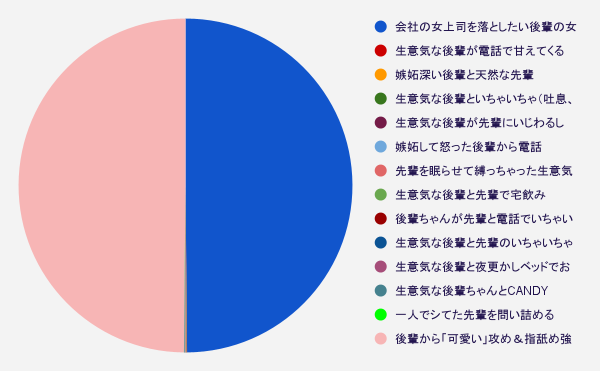 会社の女上司を落としたい後輩の女
生意気な後輩が電話で甘えてくる
嫉妬深い後輩と天然な先輩
生意気な後輩といちゃいちゃ（吐息、
生意気な後輩が先輩にいじわるし
嫉妬して怒った後輩から電話
先輩を眠らせて縛っちゃった生意気
生意気な後輩と先輩で宅飲み
後輩ちゃんが先輩と電話でいちゃい
生意気な後輩と先輩のいちゃいちゃ
生意気な後輩と夜更かしベッドでお
生意気な後輩ちゃんとCANDY
一人でシてた先輩を問い詰める
後輩から「可愛い」攻め＆指舐め強